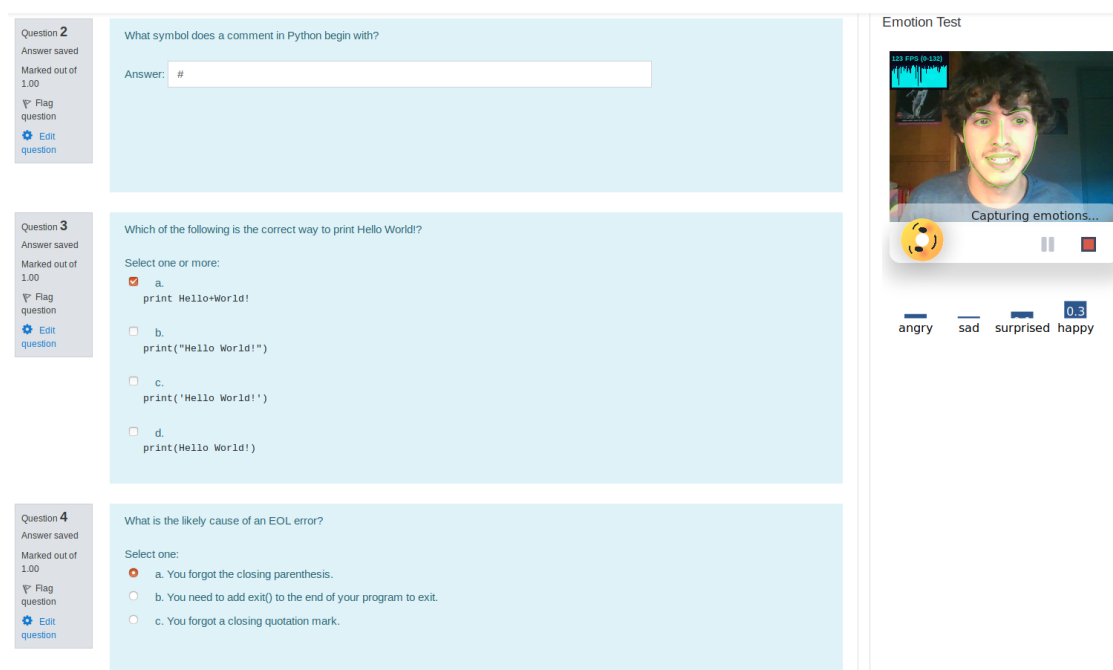 Question 2
Answer saved
Marked out of
1.00
Flag
question
Edit
question
What symbol does a comment in Python begin with?
Answer: #
Question 3
Answer saved
Marked out of
1.00
Flag
question
Edit
question
Which of the following is the correct way to print Hello World!?
Select one or more:
a.
print Hello+World!
b.
print("Hello World!")
c.
print('Hello World!')
d.
print(Hello World!)
Question 4
Answer saved
Marked out of
1.00
Flag
question
Edit
question
What is the likely cause of an EOL error?
Select one:
a. You forgot the closing parenthesis.
b. You need to add exit() to the end of your program to exit.
c. You forgot a closing quotation mark.
Emotion Test
123 FPS (0-132)
Capturing emotions...
0.3
angry sad surprised happy